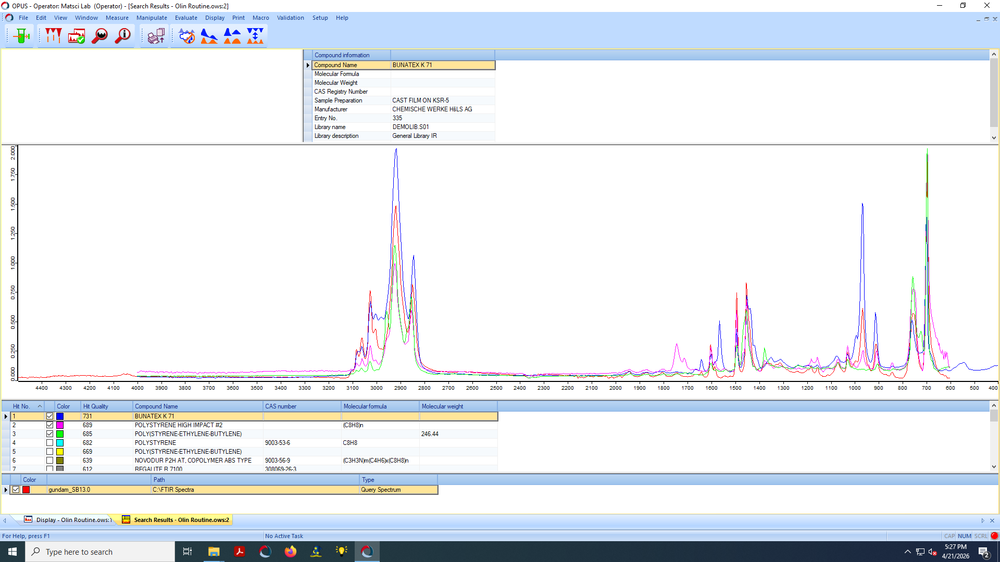 OPUS - Operator: Matsci Lab  (Operator) - [Search Results - Olin Routine.ows:2]
File Edit View Window Measure Manipulate Evaluate Display Print Macro Validation Setup Help
Compound information
Compound Name BUNATEX K 71
Molecular Formula
Molecular Weight
CAS Registry Number
Sample Preparation CAST FILM ON KSR-5
Manufacturer CHEMISCHE WERKE HšLS AG
Entry No. 335
Library name DEMOLIB.S01
Library description General Library IR
2.000
1.750
1.500
1.250
1.000
0.750
0.500
0.250
0.000
4400 4300 4200 4100 4000 3900 3800 3700 3600 3500 3400 3300 3200 3100 3000 2900 2800 2700 2600 2500 2400 2300 2200 2100 2000 1900 1800 1700 1600 1500 1400 1300 1200 1100 1000 900 800 700 600 500 400
Hit No. Color Hit Quality Compound Name CAS number Molecular formula Molecular weight
1 731 BUNATEX K 71
2 689 POLYSTYRENE HIGH IMPACT #2 (C8H8)n
3 685 POLY(STYRENE-ETHYLENE-BUTYLENE) 246.44
4 682 POLYSTYRENE 9003-53-6 C8H8
5 669 POLY(STYRENE-ETHYLENE-BUTYLENE)
6 639 NOVODUR P2H AT, COPOLYMER ABS TYPE 9003-56-9 (C3H3N)m(C4H6)x(C8H8)n
7 612 REGALITE R 7100 308069-26-3
Color Path Type
gundam_SB13.0 C:\FTIR Spectra Query Spectrum
Display - Olin Routine.ows:1 Search Results - Olin Routine.ows:2
For Help, press F1 No Active Task CAP NUM SCRL
Type here to search
5:27 PM
4/21/2026
2